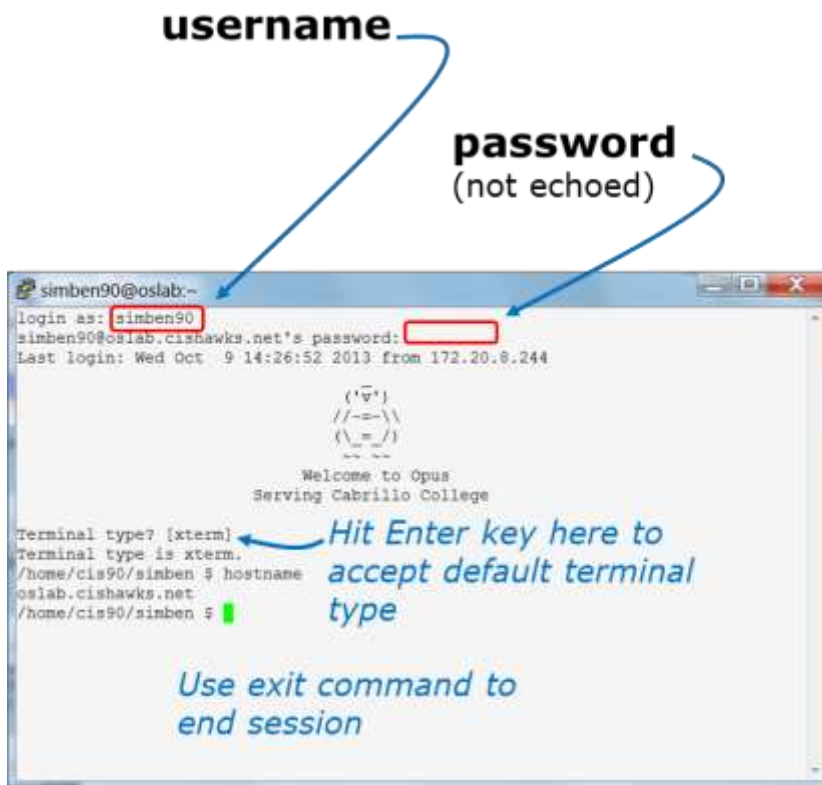 username
password
(not echoed)
simben90@oslab:~
login as: simben90
simben90@oslab.cishawks.net's password:
Last login: Wed Oct  9 14:26:52 2013 from 172.20.8.244
('v')
//-=-\\
(\_=_/)
~~ ~~
Welcome to Opus
Serving Cabrillo College
Terminal type? [xterm]
Terminal type is xterm.
/home/cis90/simben $ hostname
oslab.cishawks.net
/home/cis90/simben $
Hit Enter key here to
accept default terminal
type
Use exit command to
end session